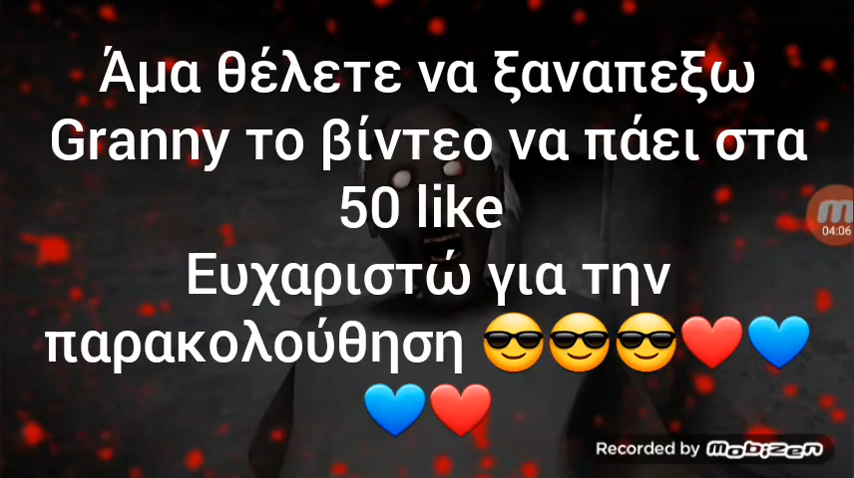 Άμα θέλετε να ξαναπεξω
Granny το βίντεο να πάει στα
50 like
Ευχαριστώ για την
παρακολούθηση 😎😎😎❤️💙
💙❤️
04:06
Recorded by Mobizen